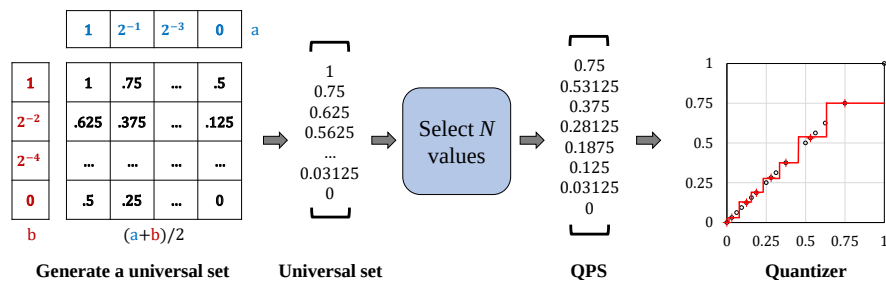 1 2⁻¹ 2⁻³ 0 a
1 1 .75 ... .5
2⁻² .625 .375 ... .125
2⁻⁴ ... ... ... ...
0 .5 .25 ... 0
b (a+b)/2
Generate a universal set
1
0.75
0.625
0.5625
...
0.03125
0
Universal set
Select N
values
0.75
0.53125
0.375
0.28125
0.1875
0.125
0.03125
0
QPS
1
0.75
0.5
0.25
0
0 0.25 0.5 0.75 1
Quantizer